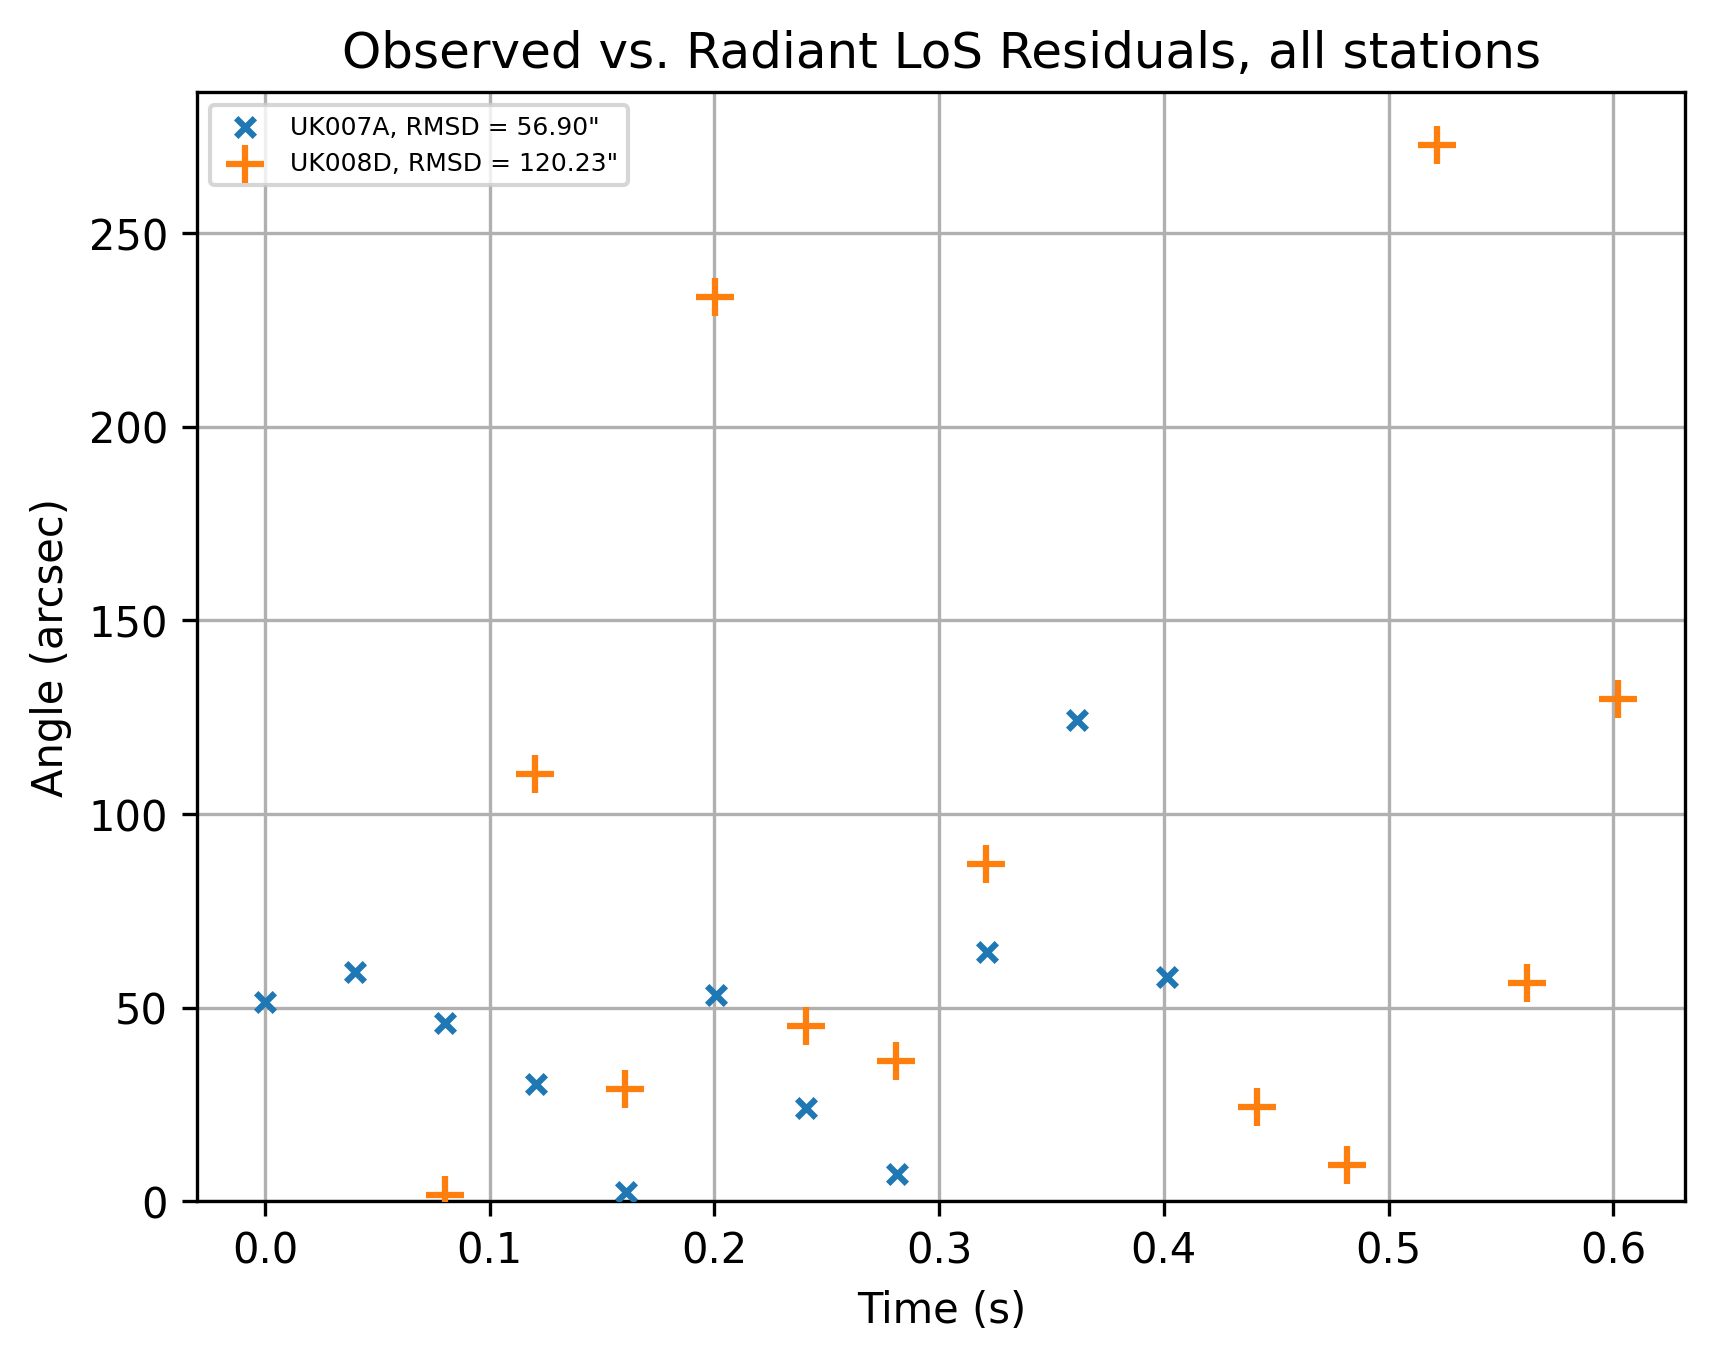 Observed vs. Radiant LoS Residuals, all stations
UK007A, RMSD = 56.90"
UK008D, RMSD = 120.23"
Angle (arcsec)
250
200
150
100
50
0
0.0 0.1 0.2 0.3 0.4 0.5 0.6
Time (s)